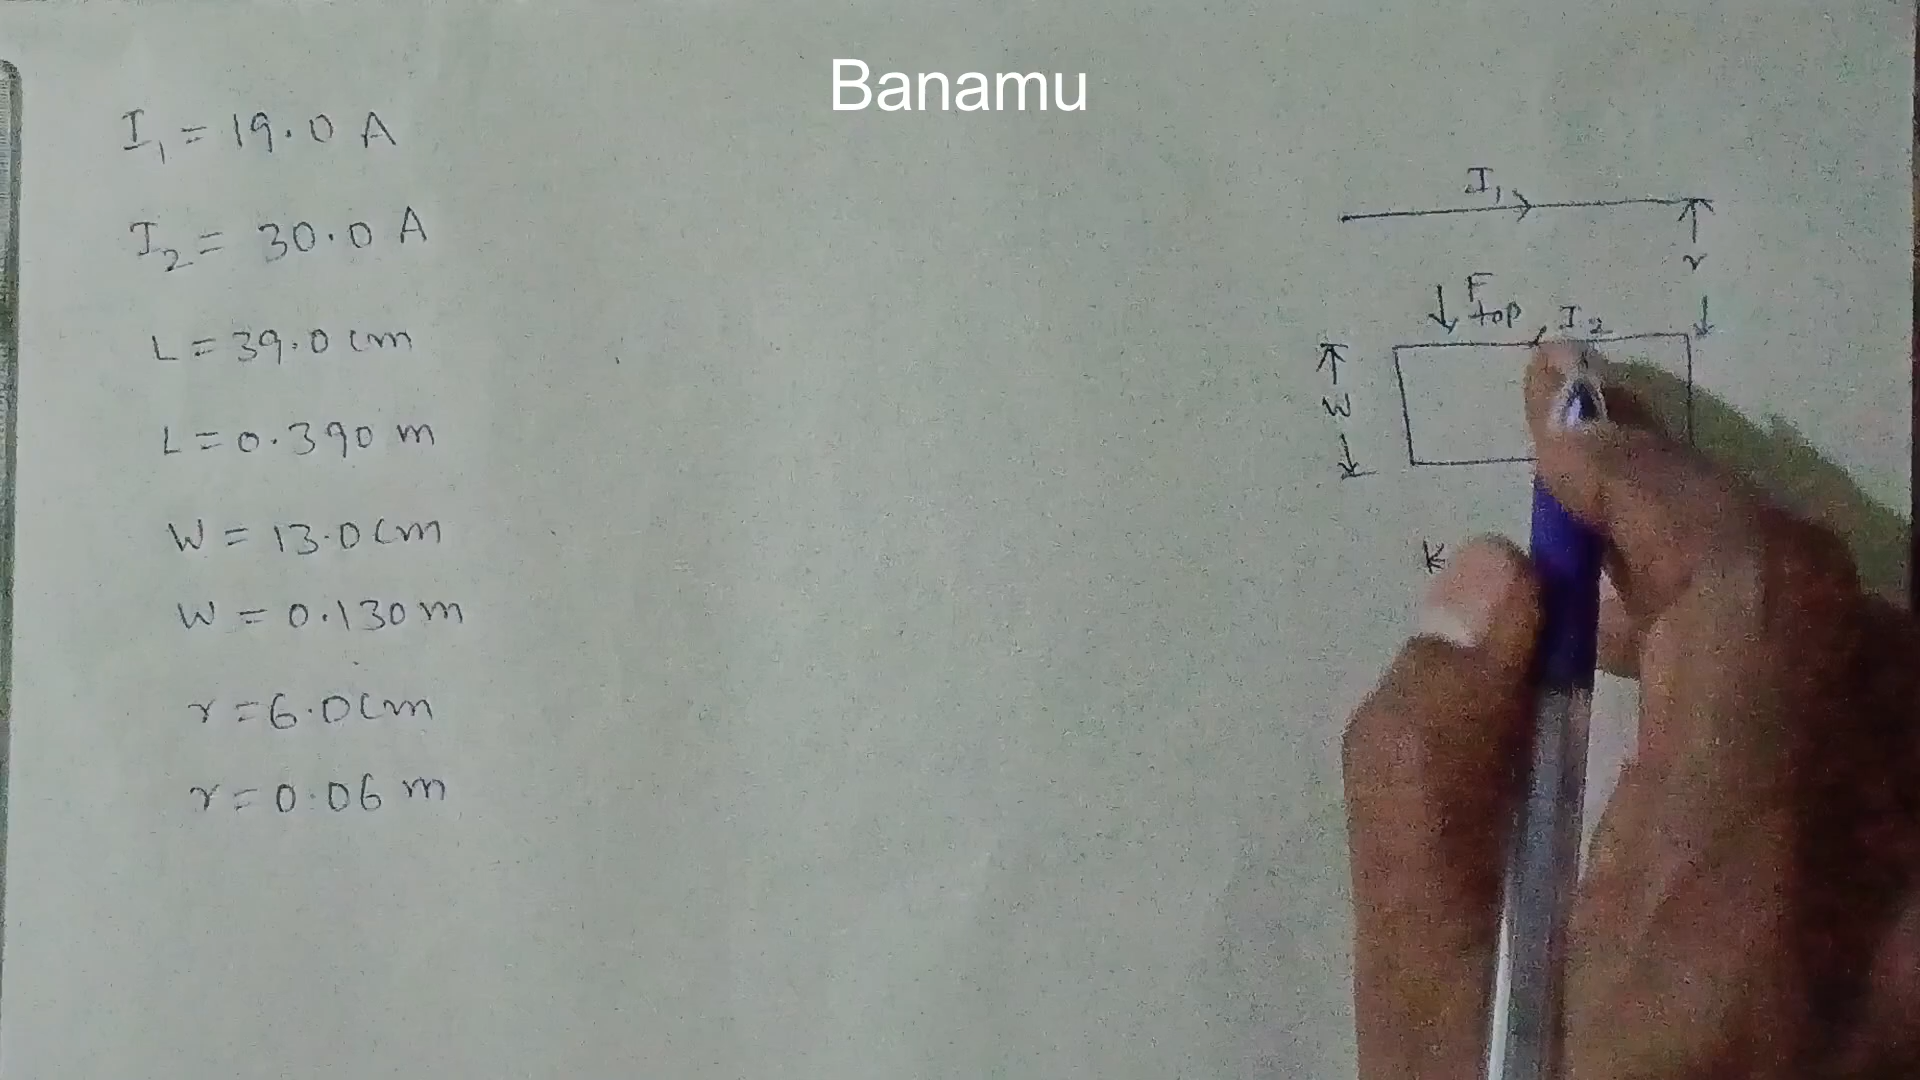 Banamu
I₁ = 19.0 A
I₂ = 30.0 A
L = 39.0 cm
L = 0.390 m
W = 13.0 cm
W = 0.130 m
r = 6.0 cm
r = 0.06 m
I₁
r
F top I₂
W
K